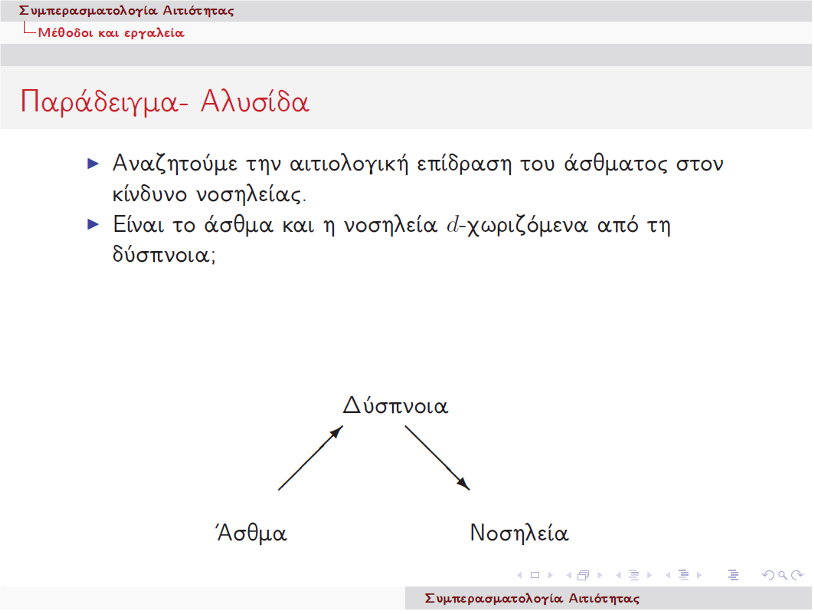 Συμπερασματολογία Αιτιότητας
Μέθοδοι και εργαλεία
Παράδειγμα- Αλυσίδα
Αναζητούμε την αιτιολογική επίδραση του άσθματος στον
κίνδυνο νοσηλείας.
Είναι το άσθμα και η νοσηλεία d-χωριζόμενα από τη
δύσπνοια;
Δύσπνοια
Άσθμα Νοσηλεία
Συμπερασματολογία Αιτιότητας